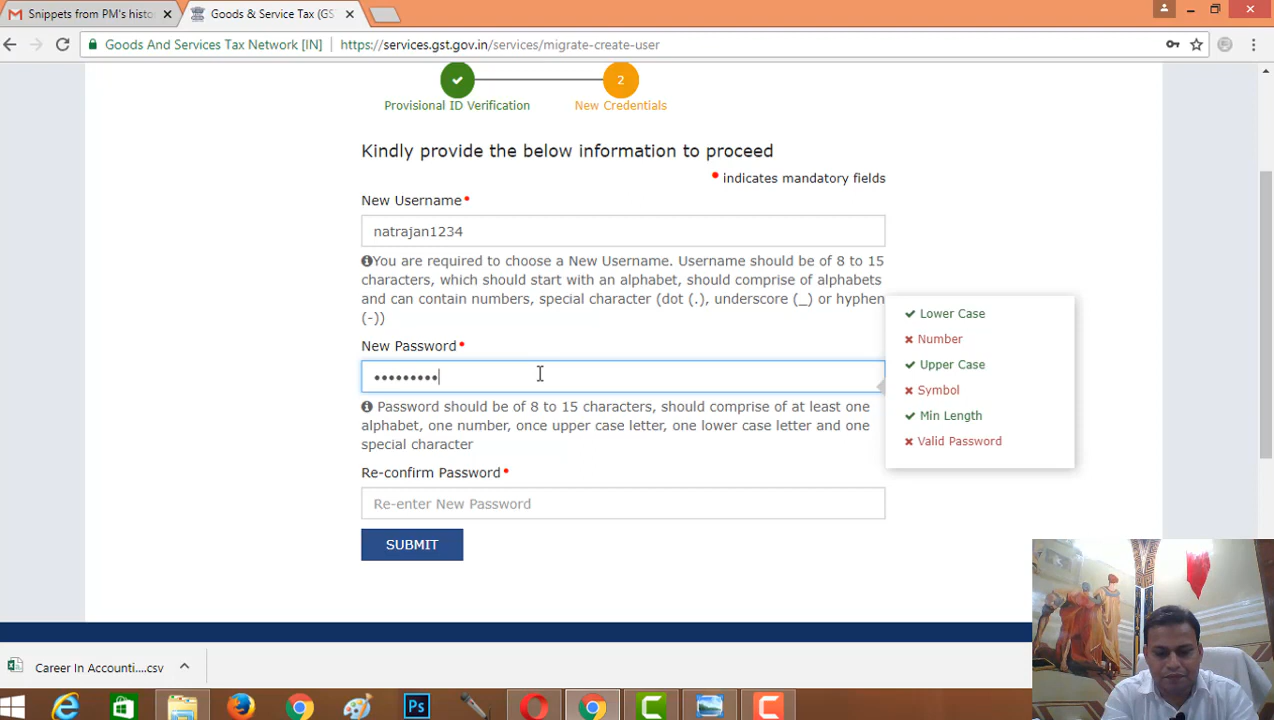 Snippets from PM's histo
Goods & Service Tax (GS
Goods And Services Tax Network [IN]
https://services.gst.gov.in/services/migrate-create-user
2
Provisional ID Verification
New Credentials
Kindly provide the below information to proceed
• indicates mandatory fields
New Username•
natrajan1234
You are required to choose a New Username. Username should be of 8 to 15
characters, which should start with an alphabet, should comprise of alphabets
and can contain numbers, special character (dot (.), underscore (_) or hyphen
(-))
New Password•
•••••••••
Lower Case
Number
Upper Case
Symbol
Min Length
Valid Password
Password should be of 8 to 15 characters, should comprise of at least one
alphabet, one number, once upper case letter, one lower case letter and one
special character
Re-confirm Password•
Re-enter New Password
SUBMIT
Career In Accounti....csv
Ps